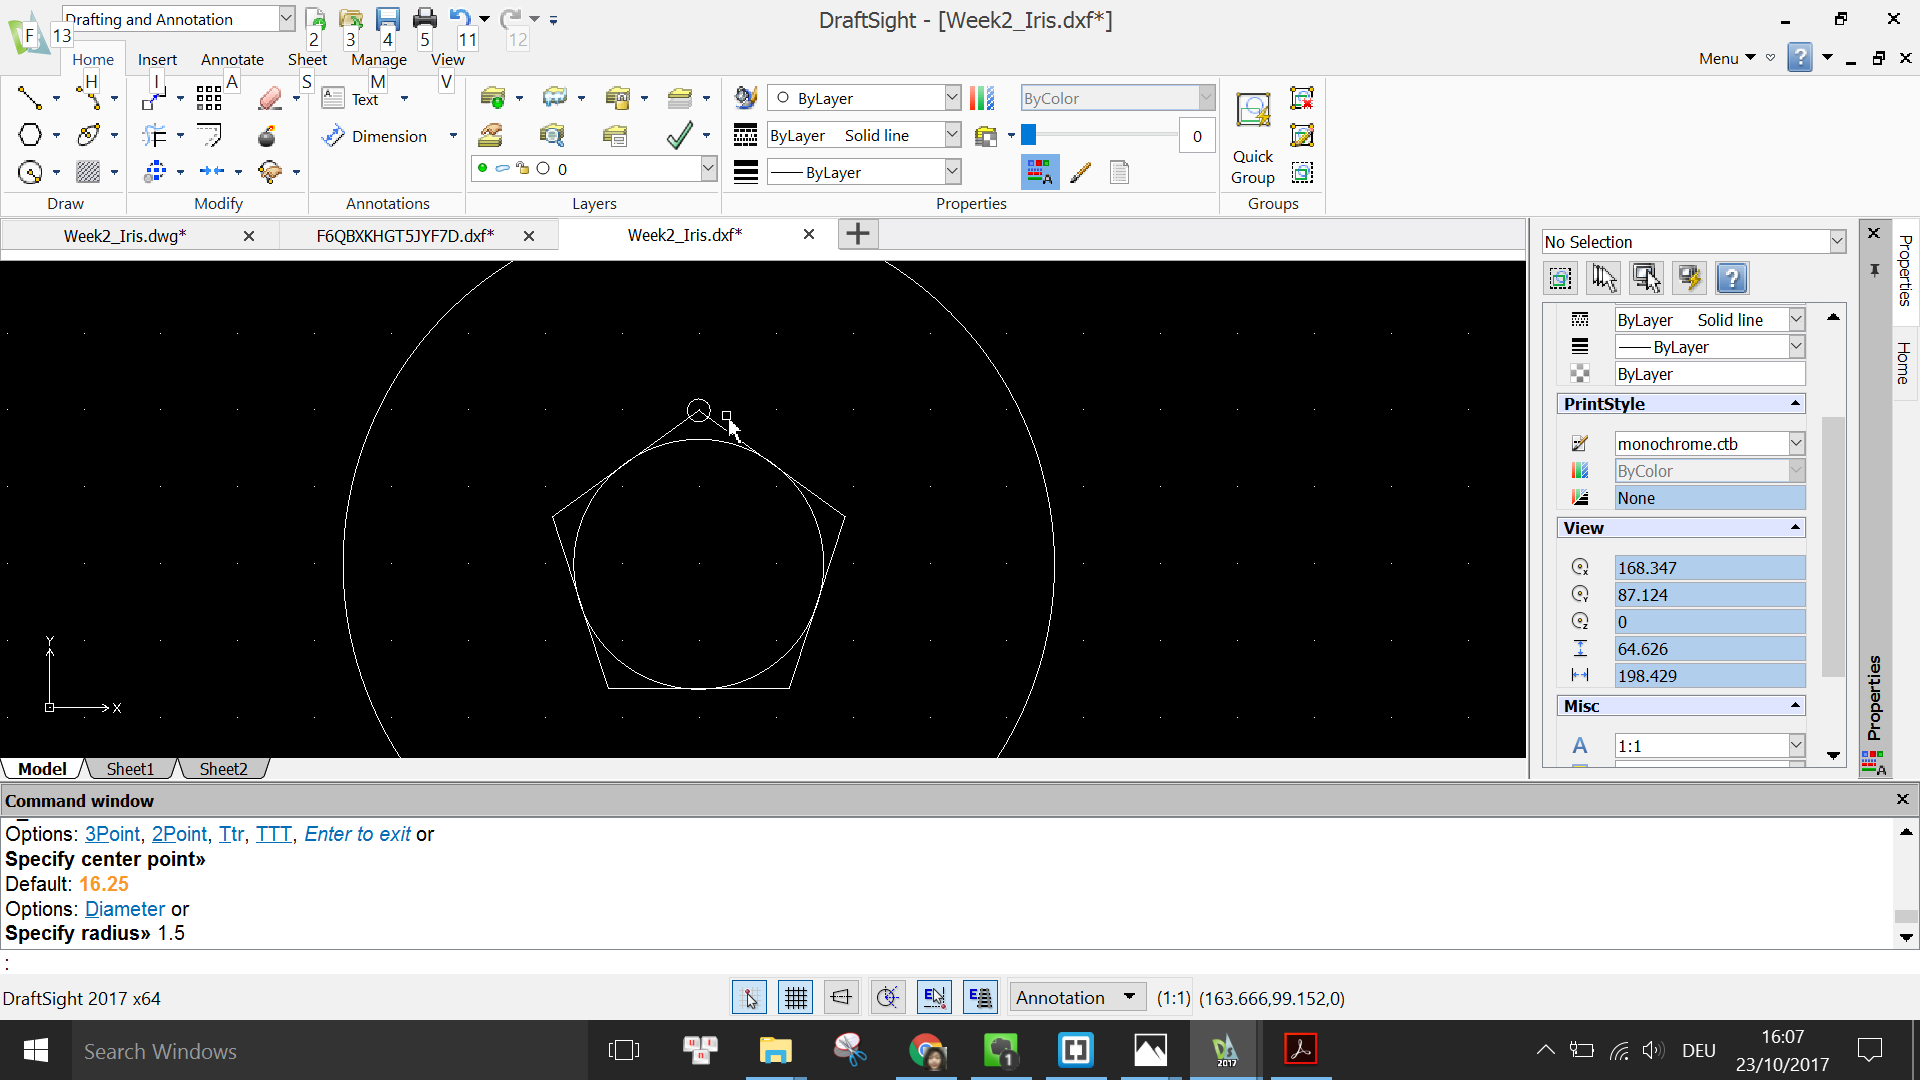 Drafting and Annotation
DraftSight - [Week2_Iris.dxf*]
F
13
2
3
4
5
11
12
Home
Insert
Annotate
Sheet
Manage
View
Menu
?
H
I
A
S
M
V
Text
Dimension
0
ByLayer
ByLayer Solid line
ByLayer
ByColor
0
Quick
Group
Draw
Modify
Annotations
Layers
Properties
Groups
Week2_Iris.dwg*
F6QBXKHGT5JYF7D.dxf*
Week2_Iris.dxf*
No Selection
?
ByLayer Solid line
ByLayer
ByLayer
PrintStyle
monochrome.ctb
ByColor
None
View
168.347
87.124
0
64.626
198.429
Misc
A
1:1
Properties
Home
Properties
Y
X
Model
Sheet1
Sheet2
Command window
Options: 3Point, 2Point, Ttr, TTT, Enter to exit or
Specify center point»
Default: 16.25
Options: Diameter or
Specify radius» 1.5
:
DraftSight 2017 x64
Annotation
(1:1)
(163.666,99.152,0)
Search Windows
u n i
1
2017
DEU
16:07
23/10/2017